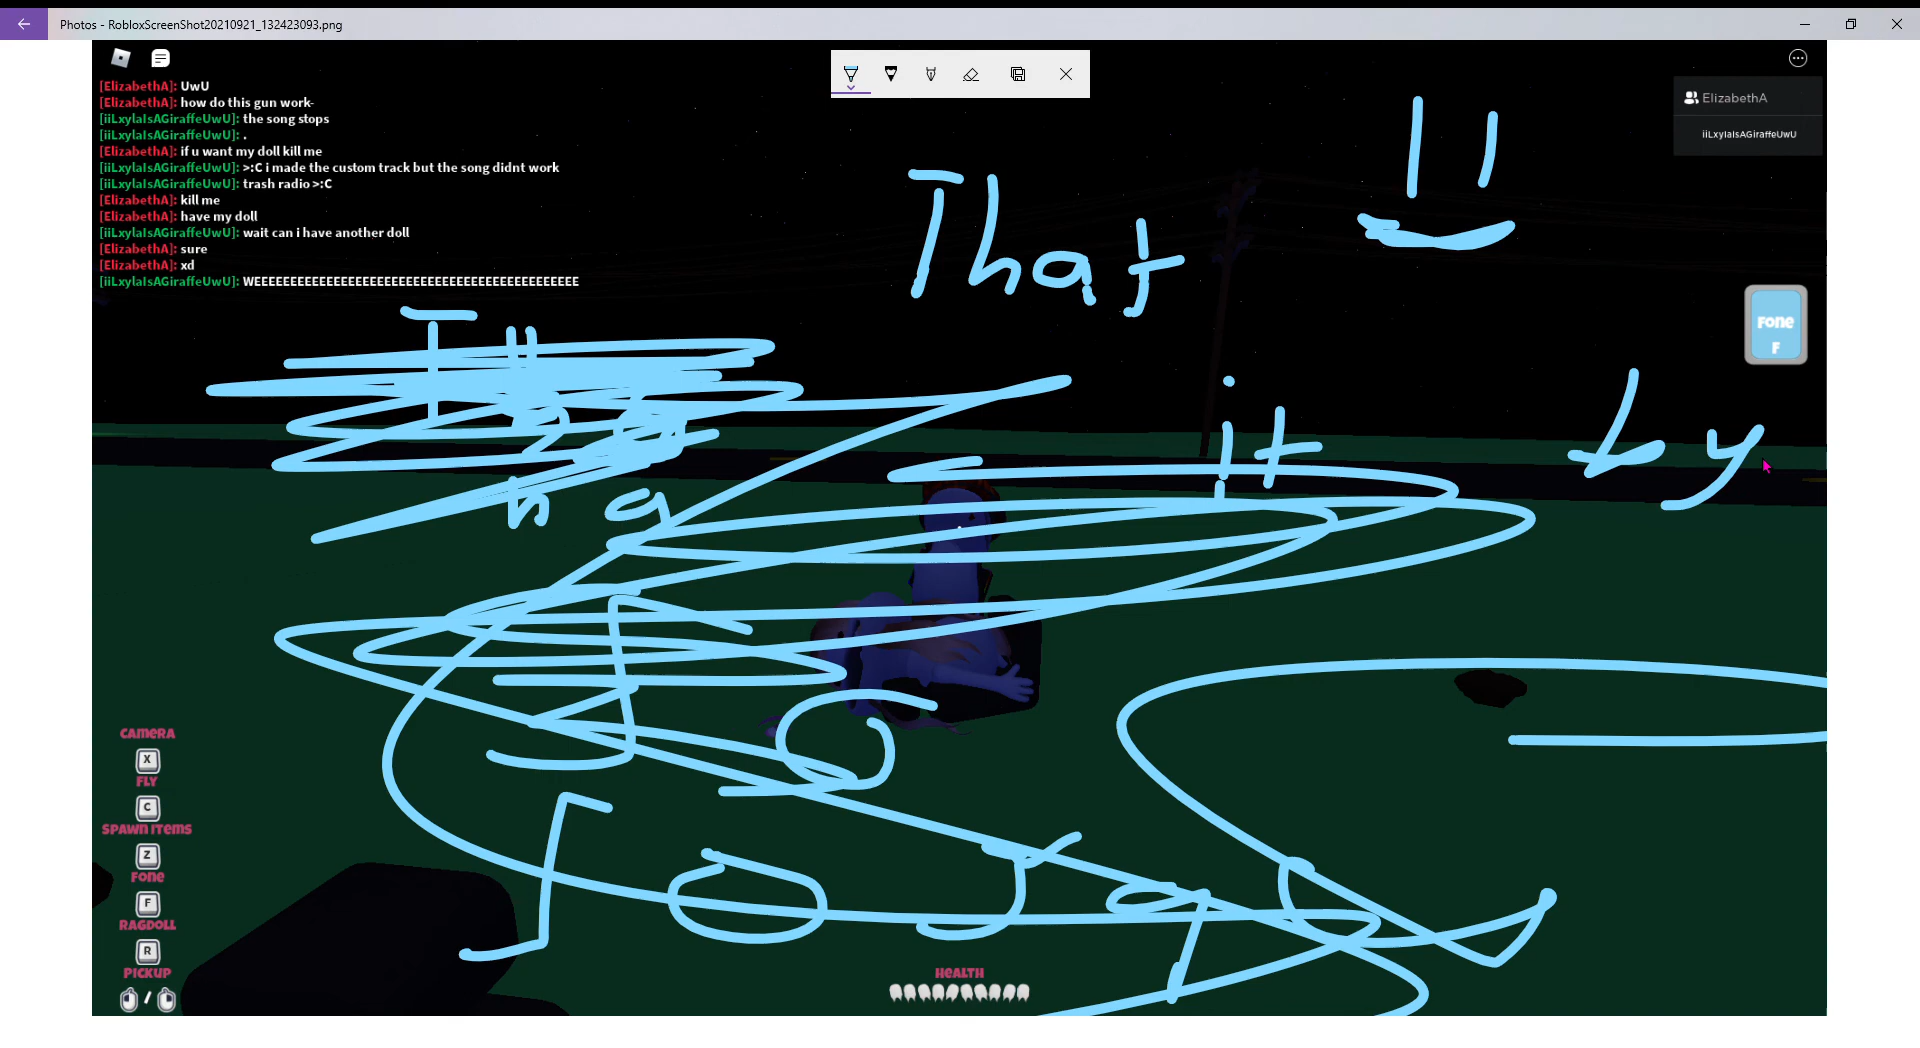 Photos - RobloxScreenShot20210921_132423093.png
[ElizabethA]: UwU
[ElizabethA]: how do this gun work-
[iiLxylaIsAGiraffeUwU]: the song stops
[iiLxylaIsAGiraffeUwU]: .
[ElizabethA]: if u want my doll kill me
[iiLxylaIsAGiraffeUwU]: >:C i made the custom track but the song didnt work
[iiLxylaIsAGiraffeUwU]: trash radio >:C
[ElizabethA]: kill me
[ElizabethA]: have my doll
[iiLxylaIsAGiraffeUwU]: wait can i have another doll
[ElizabethA]: sure
[ElizabethA]: xd
[iiLxylaIsAGiraffeUwU]: WEEEEEEEEEEEEEEEEEEEEEEEEEEEEEEEEEEEEEEEEEEEE
ElizabethA
iiLxylaIsAGiraffeUwU
That
FONE
F
it
by
CAMERA
X
FLY
C
SPAWN ITEMS
Z
FONE
F
RAGDOLL
R
PICKUP
/
HEALTH